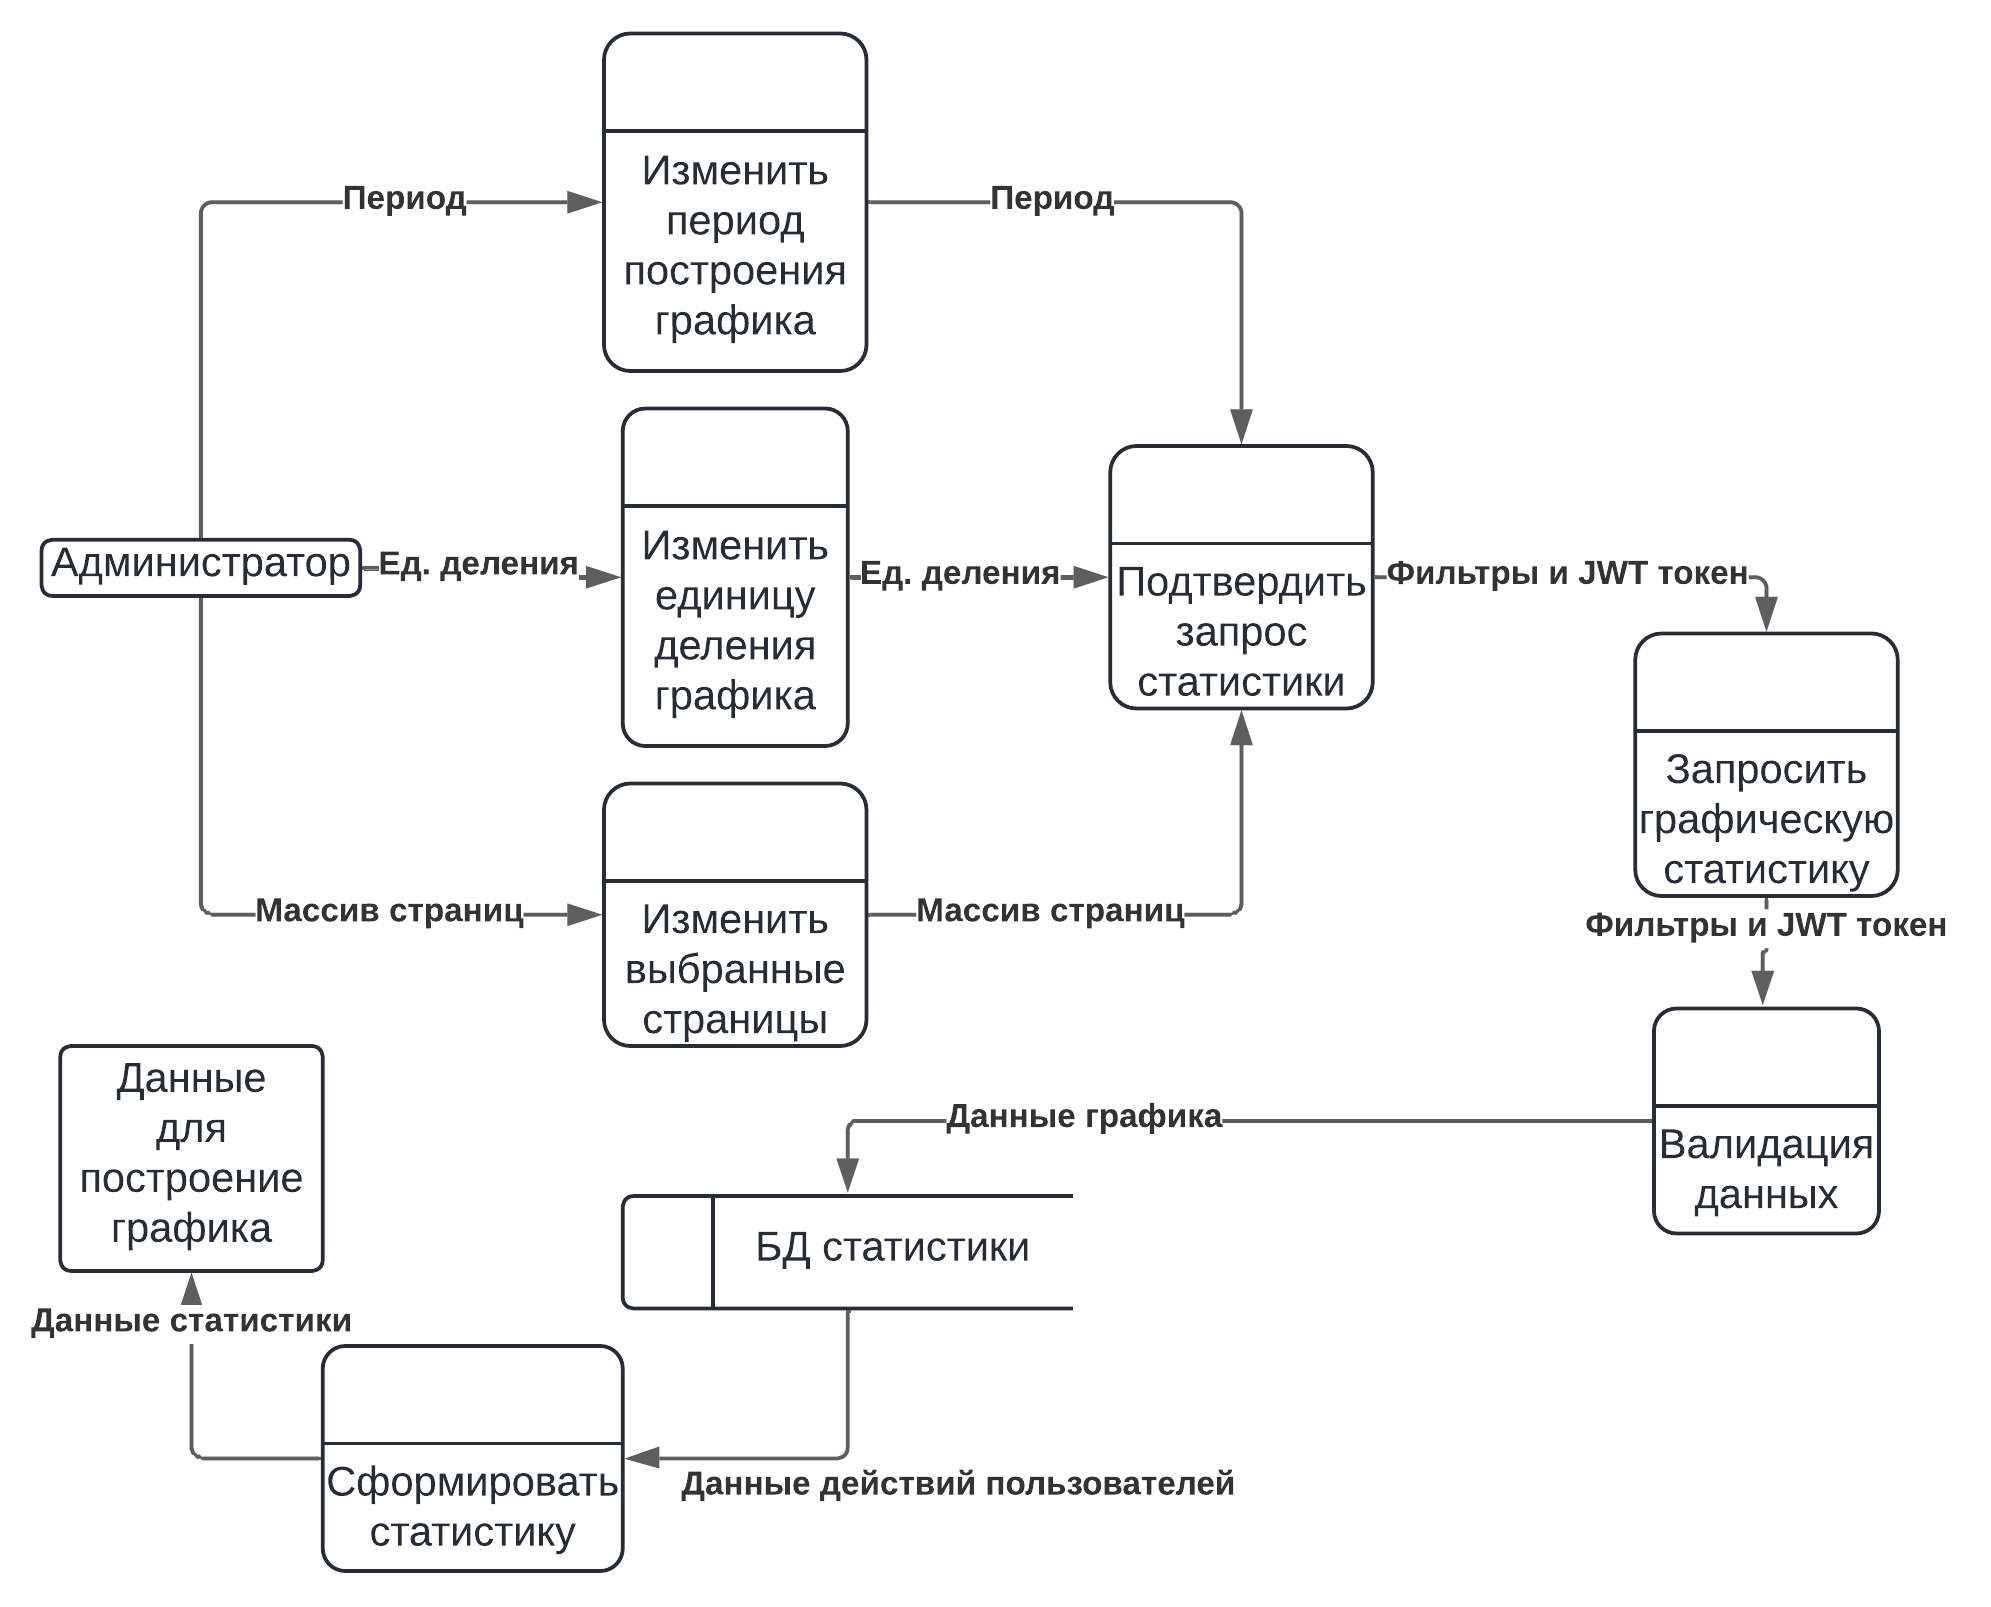 Изменить
период
построения
графика
Период
Период
Администратор
Ед. деления
Изменить
единицу
деления
графика
Ед. деления
Подтвердить
запрос
статистики
Фильтры и JWT токен
Запросить
графическую
статистику
Массив страниц
Изменить
выбранные
страницы
Массив страниц
Фильтры и JWT токен
Валидация
данных
Данные графика
БД статистики
Данные
для
построение
графика
Данные статистики
Сформировать
статистику
Данные действий пользователей